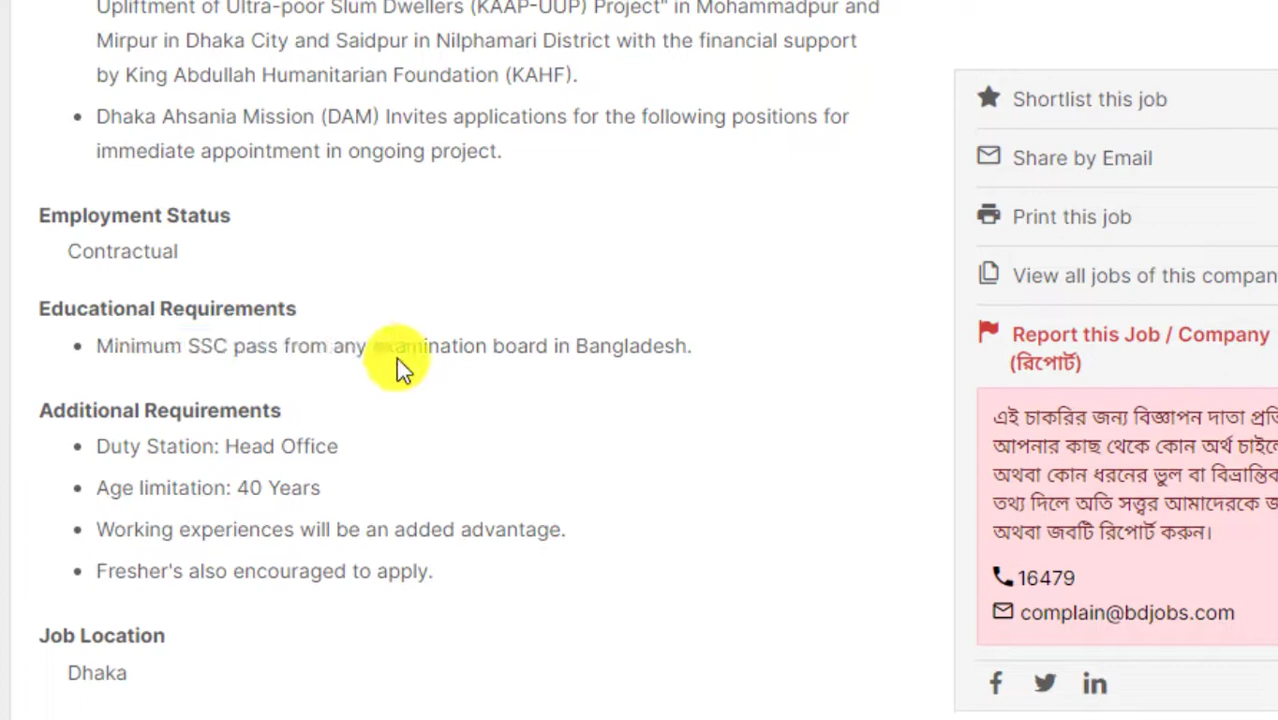 Upliftment of Ultra-poor Slum Dwellers (KAAP-UUP) Project" in Mohammadpur and
Mirpur in Dhaka City and Saidpur in Nilphamari District with the financial support
by King Abdullah Humanitarian Foundation (KAHF).
• Dhaka Ahsania Mission (DAM) Invites applications for the following positions for
immediate appointment in ongoing project.
Employment Status
Contractual
Educational Requirements
• Minimum SSC pass from any examination board in Bangladesh.
Additional Requirements
• Duty Station: Head Office
• Age limitation: 40 Years
• Working experiences will be an added advantage.
• Fresher's also encouraged to apply.
Job Location
Dhaka
Shortlist this job
Share by Email
Print this job
View all jobs of this compan
Report this Job / Company
(রিপোর্ট)
এই চাকরির জন্য বিজ্ঞাপন দাতা প্রতি
আপনার কাছ থেকে কোন অর্থ চাইলে
অথবা কোন ধরনের ভুল বা বিভ্রান্তিক
তথ্য দিলে অতি সত্ত্বর আমাদেরকে জ
অথবা জবটি রিপোর্ট করুন।
16479
complain@bdjobs.com